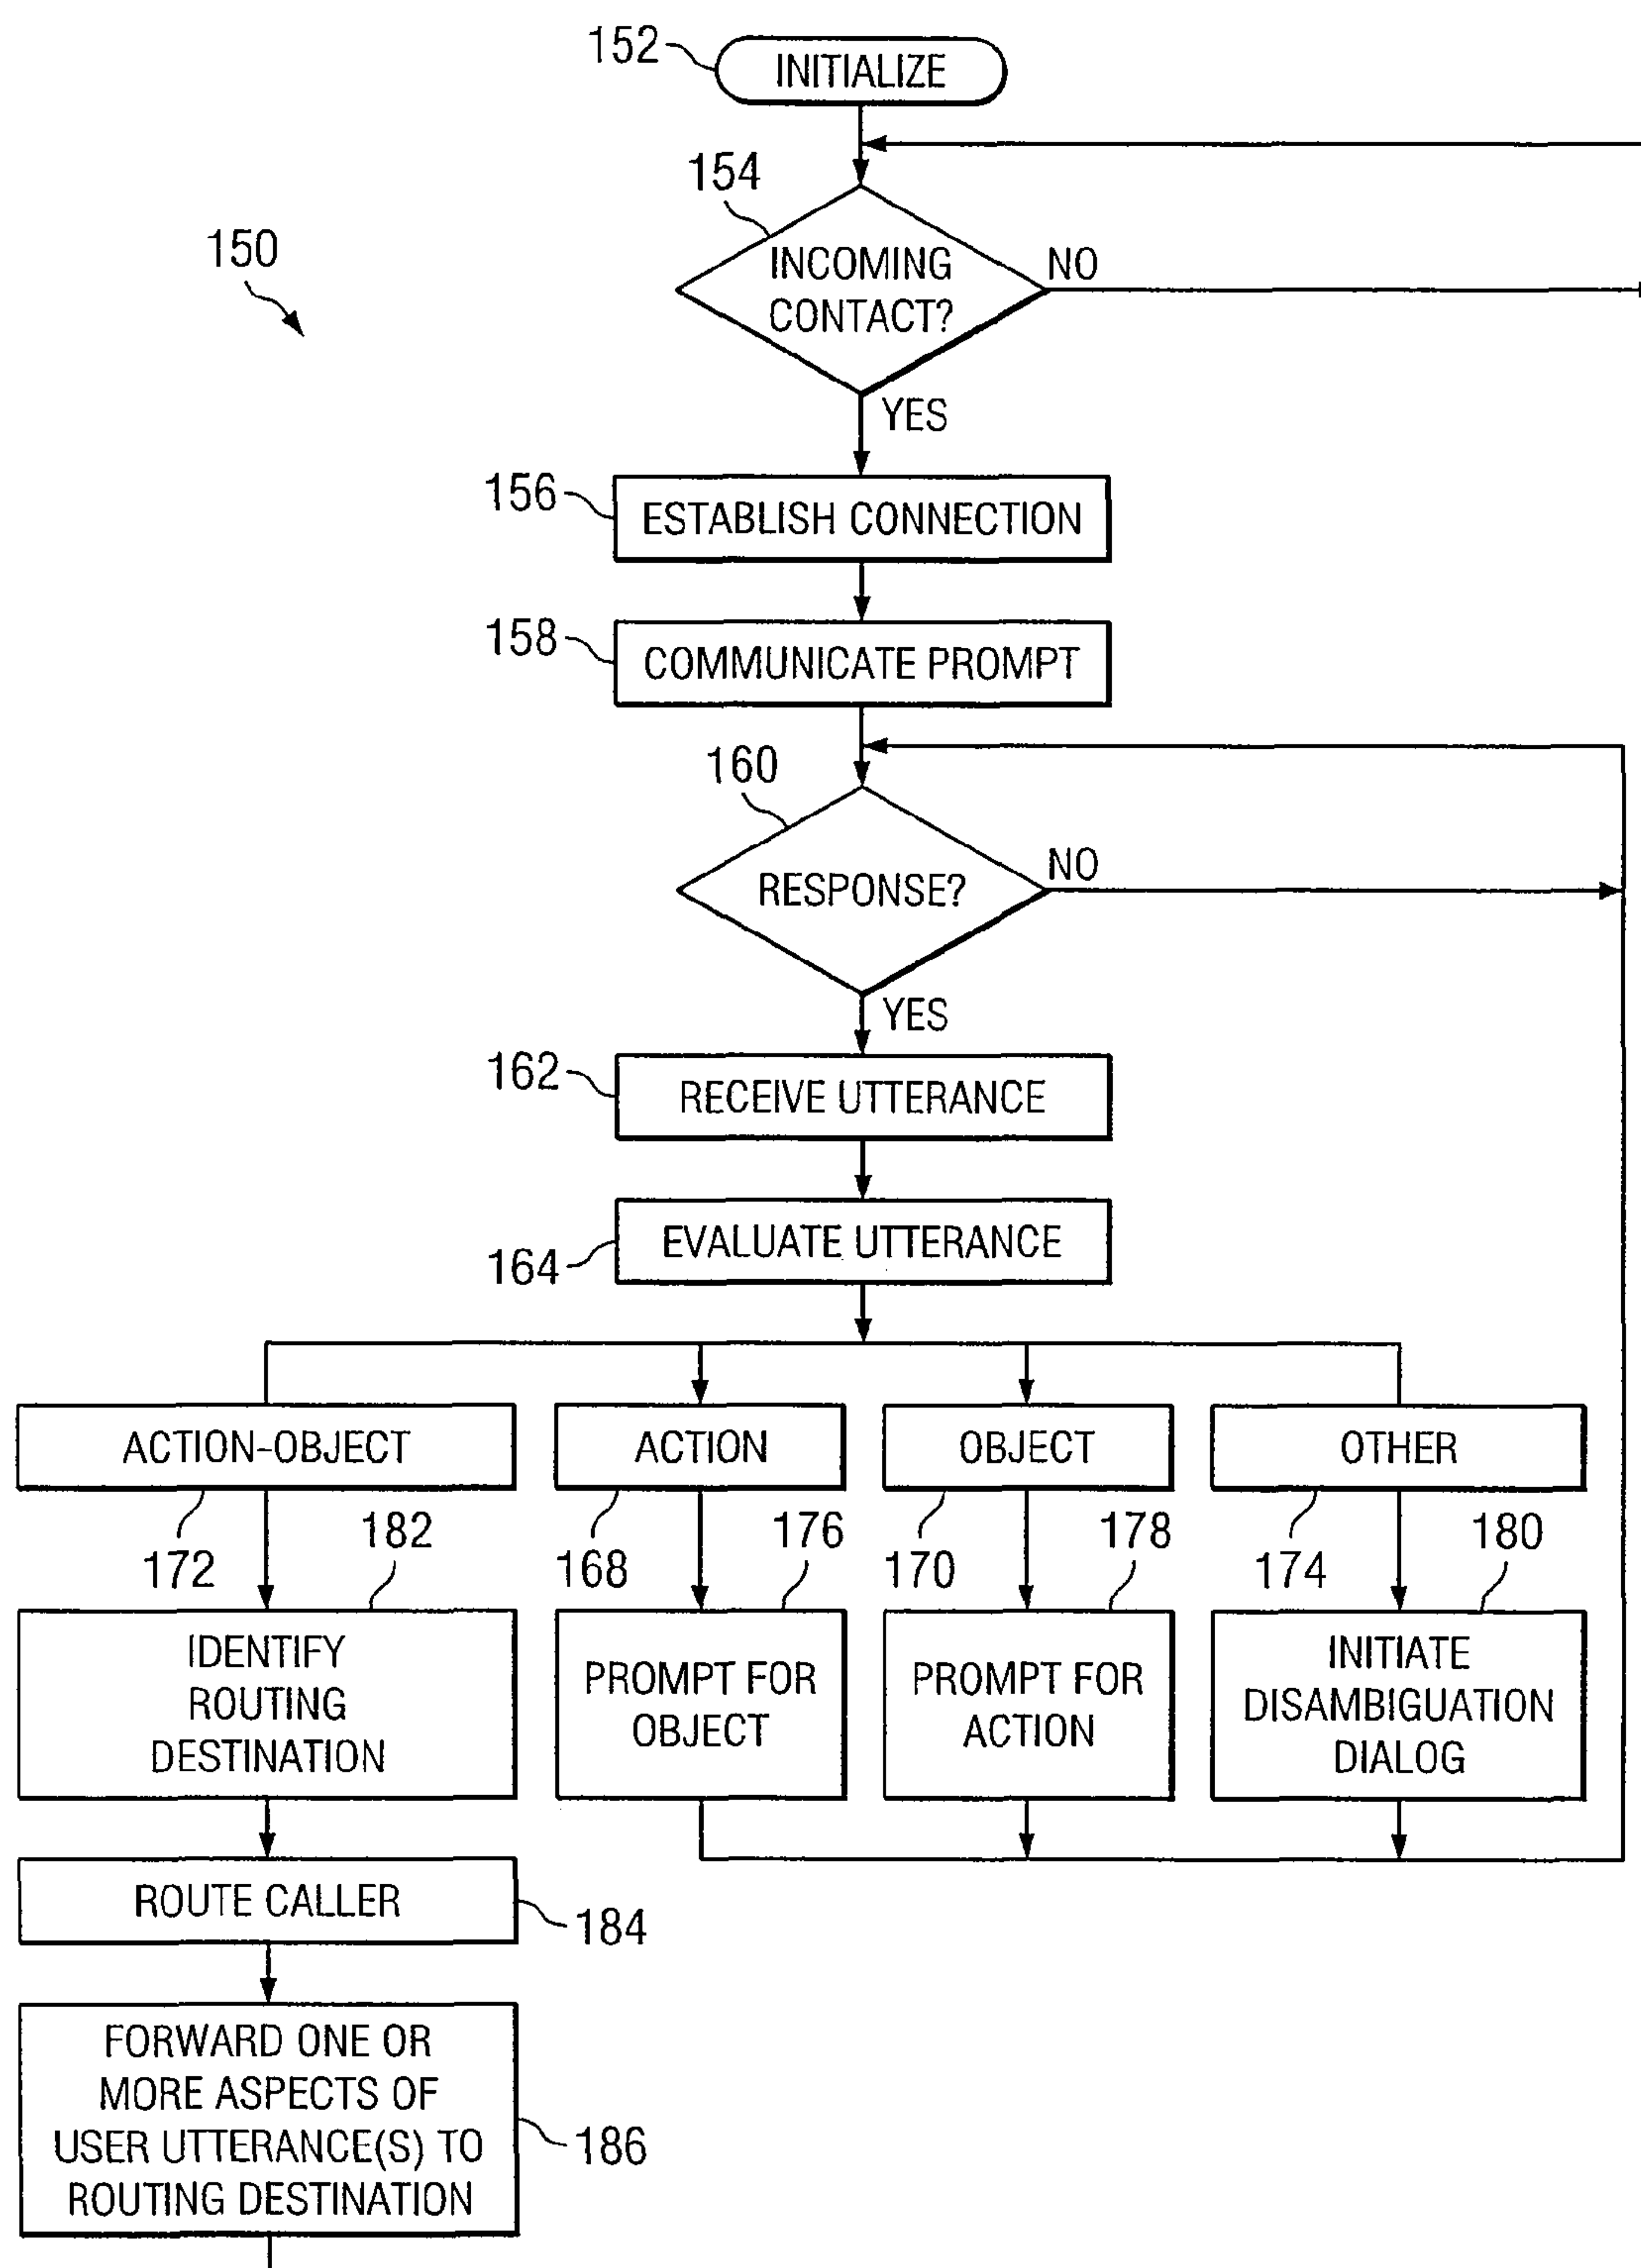 152
INITIALIZE
154
150
INCOMING
CONTACT?
NO
YES
156
ESTABLISH CONNECTION
158
COMMUNICATE PROMPT
160
RESPONSE?
NO
YES
162
RECEIVE UTTERANCE
EVALUATE UTTERANCE
164
ACTION-OBJECT
ACTION
OBJECT
OTHER
172
182
168
176
170
178
174
180
IDENTIFY
ROUTING
DESTINATION
PROMPT FOR
OBJECT
PROMPT FOR
ACTION
INITIATE
DISAMBIGUATION
DIALOG
ROUTE CALLER
184
FORWARD ONE OR
MORE ASPECTS OF
USER UTTERANCE(S) TO
ROUTING DESTINATION
186